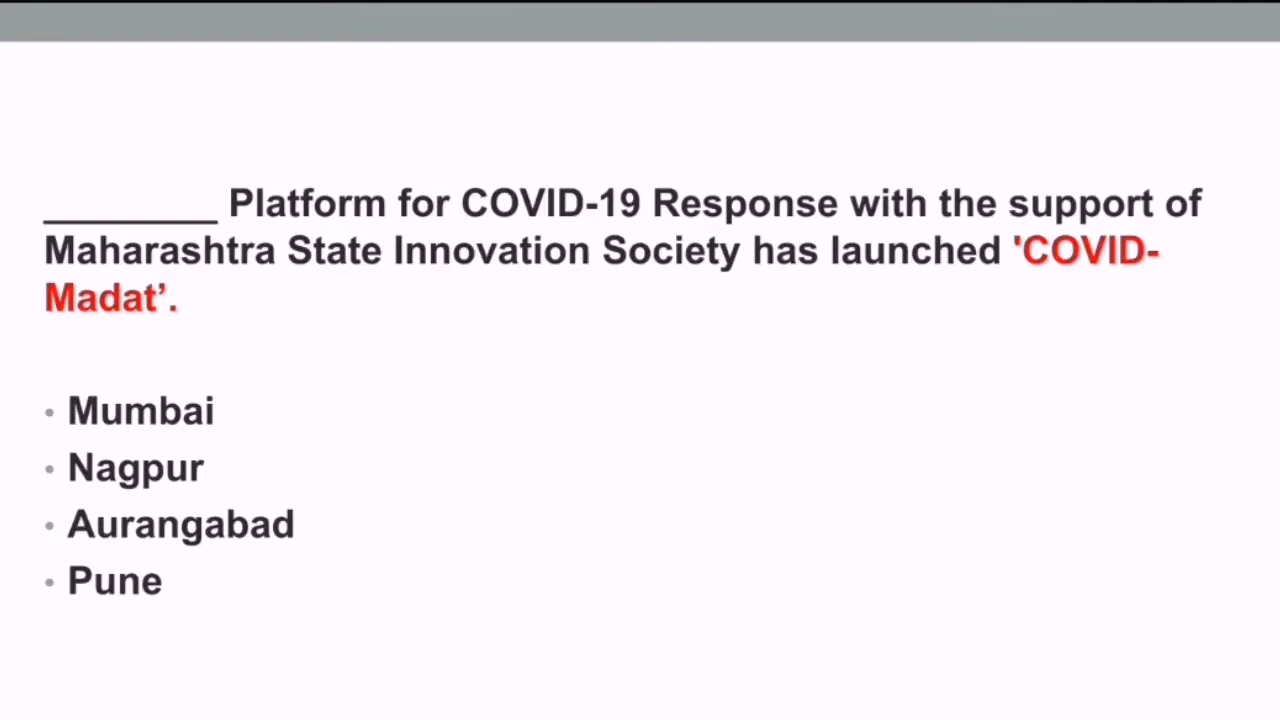 ________ Platform for COVID-19 Response with the support of
Maharashtra State Innovation Society has launched 'COVID-
Madat’.
• Mumbai
• Nagpur
• Aurangabad
• Pune